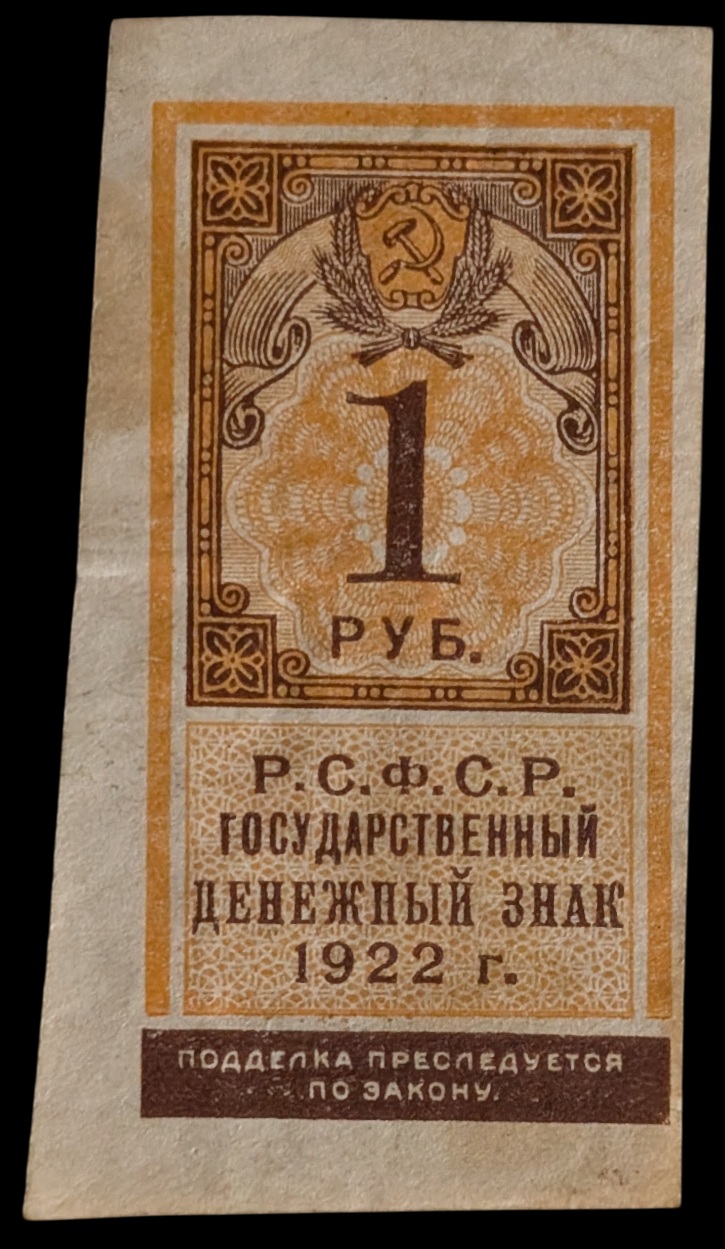 1
РУБ.
Р.С.Ф.С.Р.
ГОСУДАРСТВЕННЫЙ
ДЕНЕЖНЫЙ ЗНАК
1922 г.
ПОДДЕЛКА ПРЕСЛЕДУЕТСЯ
ПО ЗАКОНУ.